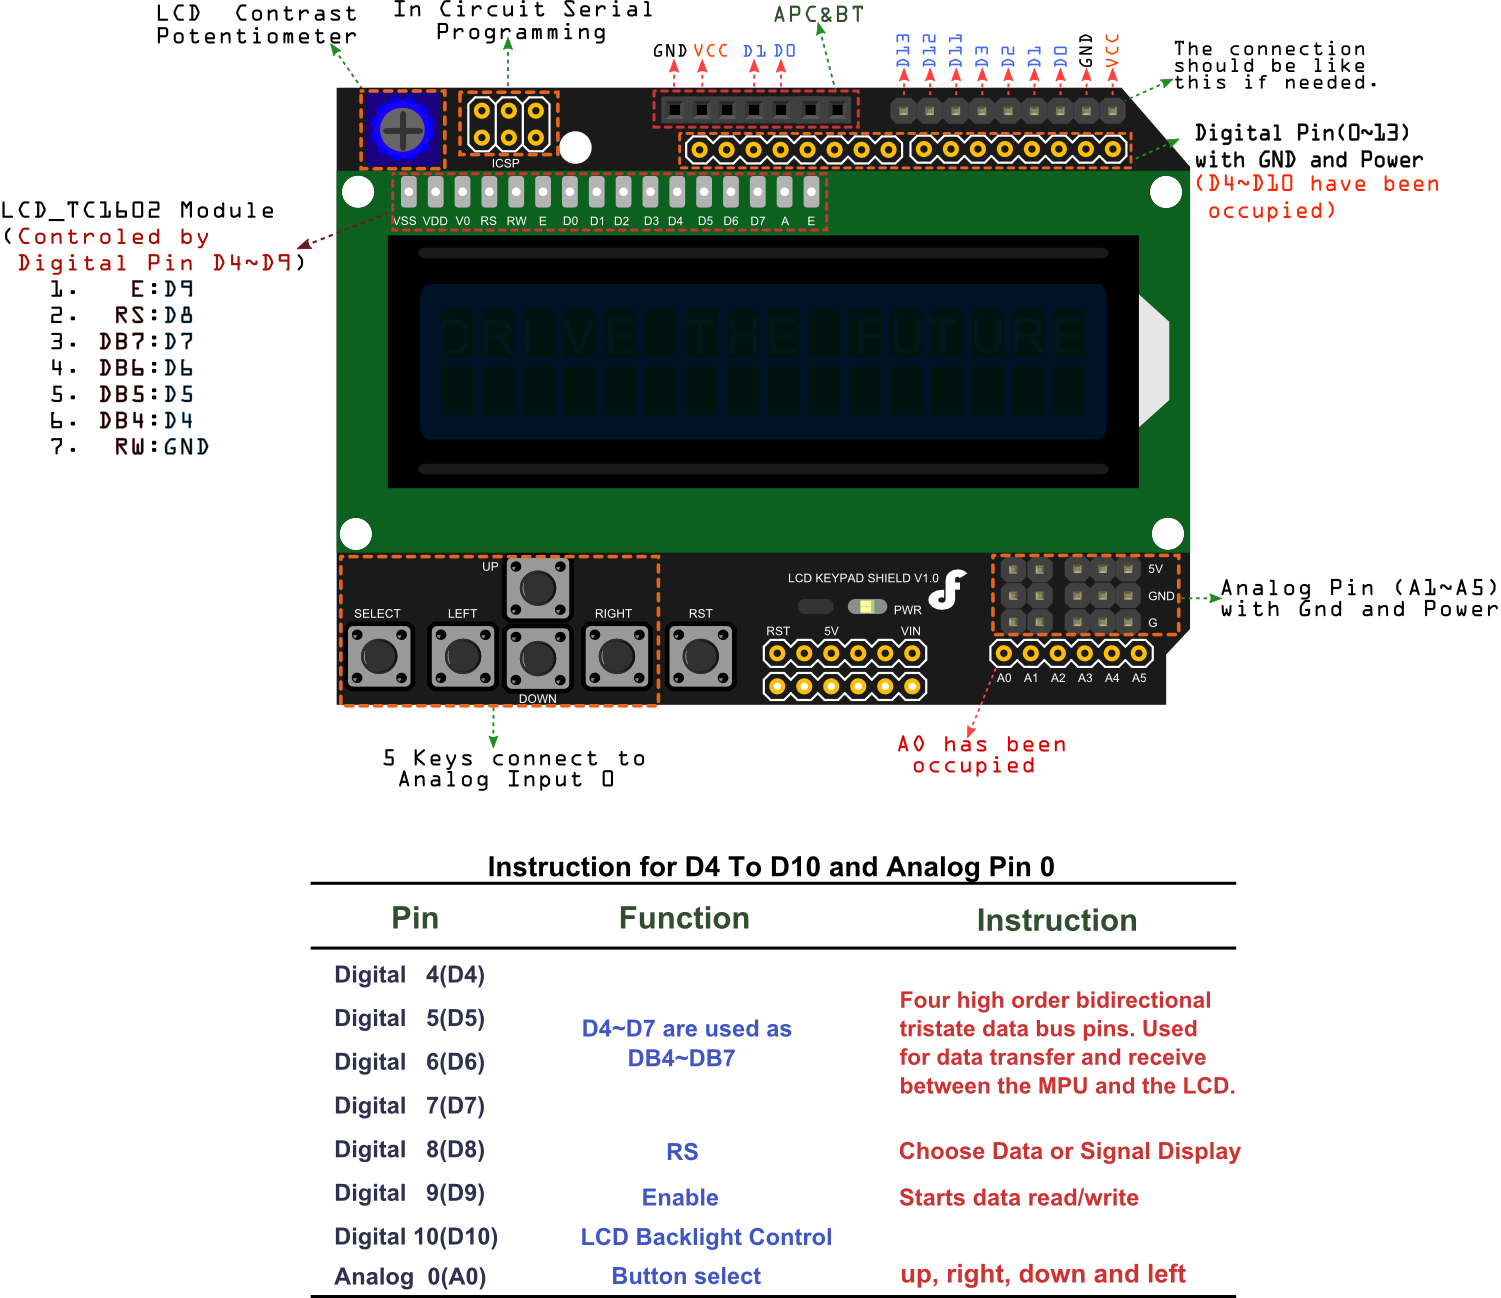 LCD Contrast
Potentiometer
In Circuit Serial
Programming
APC&BT
GND VCC D1 D0
D13 D12 D11 D3 D2 D1 D0 GND VCC
The connection
should be like
this if needed.
Digital Pin(0~13)
with GND and Power
(D4~D10 have been
occupied)
ICSP
LCD_TC1602 Module
(Controled by
Digital Pin D4~D9)
1. E:D9
2. RS:D8
3. DB7:D7
4. DB6:D6
5. DB5:D5
6. DB4:D4
7. RW:GND
VSS VDD V0 RS RW E D0 D1 D2 D3 D4 D5 D6 D7 A E
DRIVE THE FUTURE
UP
SELECT LEFT RIGHT RST
DOWN
LCD KEYPAD SHIELD V1.0
PWR
RST 5V VIN
5V
GND
G
A0 A1 A2 A3 A4 A5
Analog Pin (A1~A5)
with Gnd and Power
5 Keys connect to
Analog Input 0
A0 has been
occupied
Instruction for D4 To D10 and Analog Pin 0
Pin Function Instruction
Digital 4(D4)
Digital 5(D5)
Digital 6(D6)
Digital 7(D7)
D4~D7 are used as
DB4~DB7
Four high order bidirectional
tristate data bus pins. Used
for data transfer and receive
between the MPU and the LCD.
Digital 8(D8) RS Choose Data or Signal Display
Digital 9(D9) Enable Starts data read/write
Digital 10(D10) LCD Backlight Control
Analog 0(A0) Button select up, right, down and left